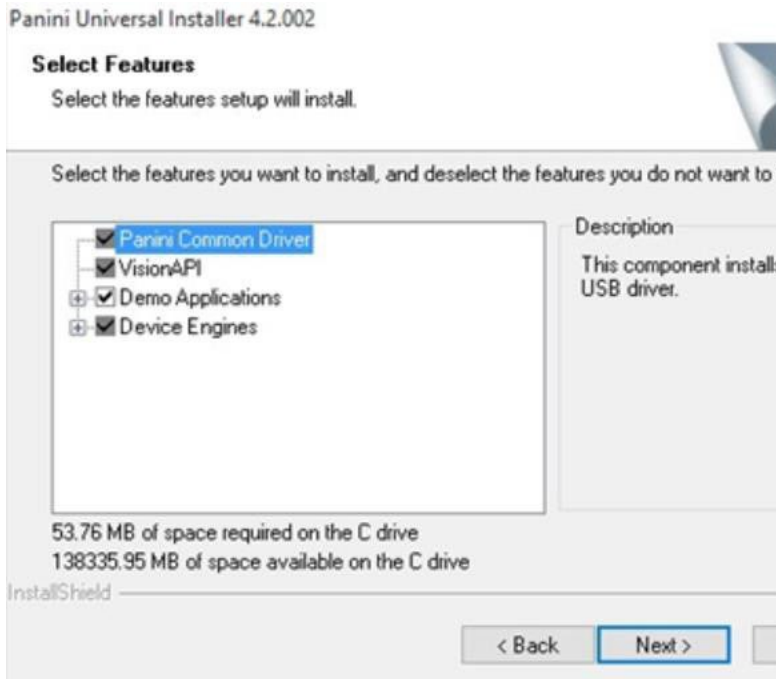 Panini Universal Installer 4.2.002
Select Features
Select the features setup will install.
Select the features you want to install, and deselect the features you do not want to
Panini Common Driver
VisionAPI
Demo Applications
Device Engines
Description
This component installs
USB driver.
53.76 MB of space required on the C drive
138335.95 MB of space available on the C drive
InstallShield
< Back
Next >